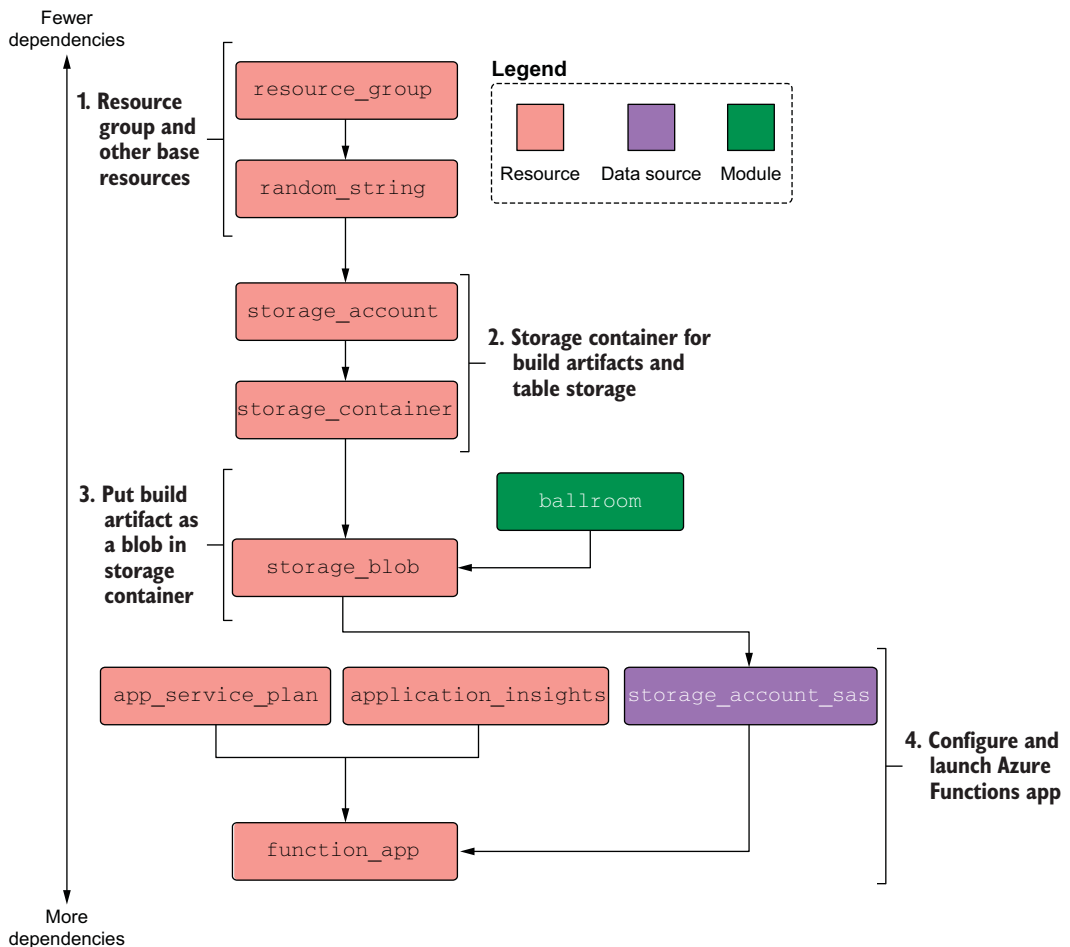 Fewer
dependencies
1. Resource
group and
other base
resources
resource_group
random_string
Legend
Resource
Data source
Module
storage_account
storage_container
2. Storage container for
build artifacts and
table storage
3. Put build
artifact as
a blob in
storage
container
ballroom
storage_blob
app_service_plan
application_insights
storage_account_sas
4. Configure and
launch Azure
Functions app
function_app
More
dependencies